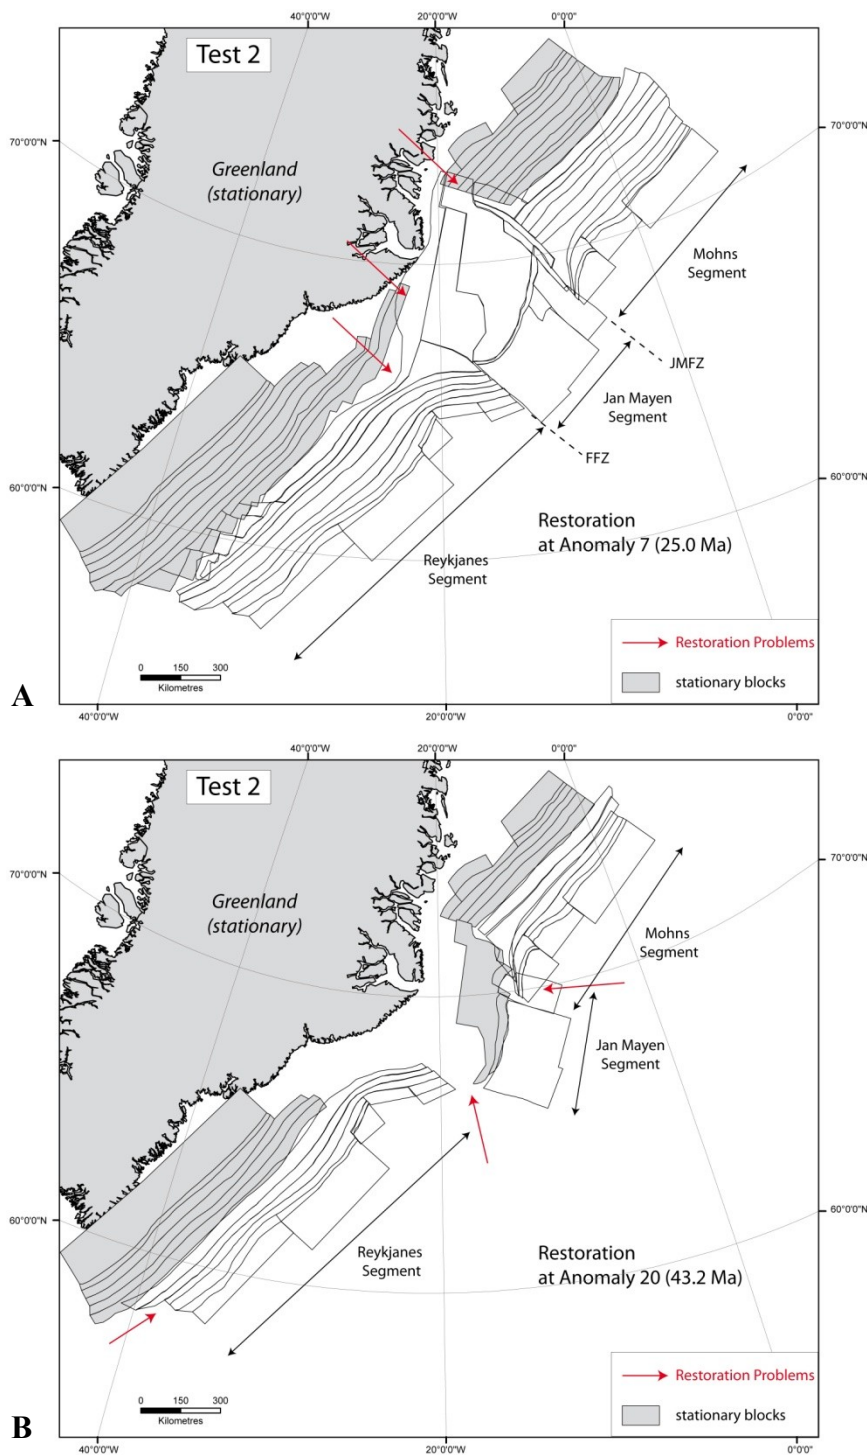 40°0'0"W 20°0'0"W 0°0'0"
Test 2
70°0'0"N
70°0'0"N
Greenland
(stationary)
Mohns
Segment
JMFZ
Jan Mayen
Segment
FFZ
60°0'0"N
60°0'0"N
Restoration
at Anomaly 7 (25.0 Ma)
Reykjanes
Segment
Restoration Problems
stationary blocks
0 150 300
Kilometres
A
40°0'0"W 20°0'0"W 0°0'0"
40°0'0"W 20°0'0"W 0°0'0"
Test 2
70°0'0"N
70°0'0"N
Greenland
(stationary)
Mohns
Segment
Jan Mayen
Segment
60°0'0"N
60°0'0"N
Reykjanes
Segment
Restoration
at Anomaly 20 (43.2 Ma)
Restoration Problems
stationary blocks
0 150 300
Kilometres
B
40°0'0"W 20°0'0"W 0°0'0"